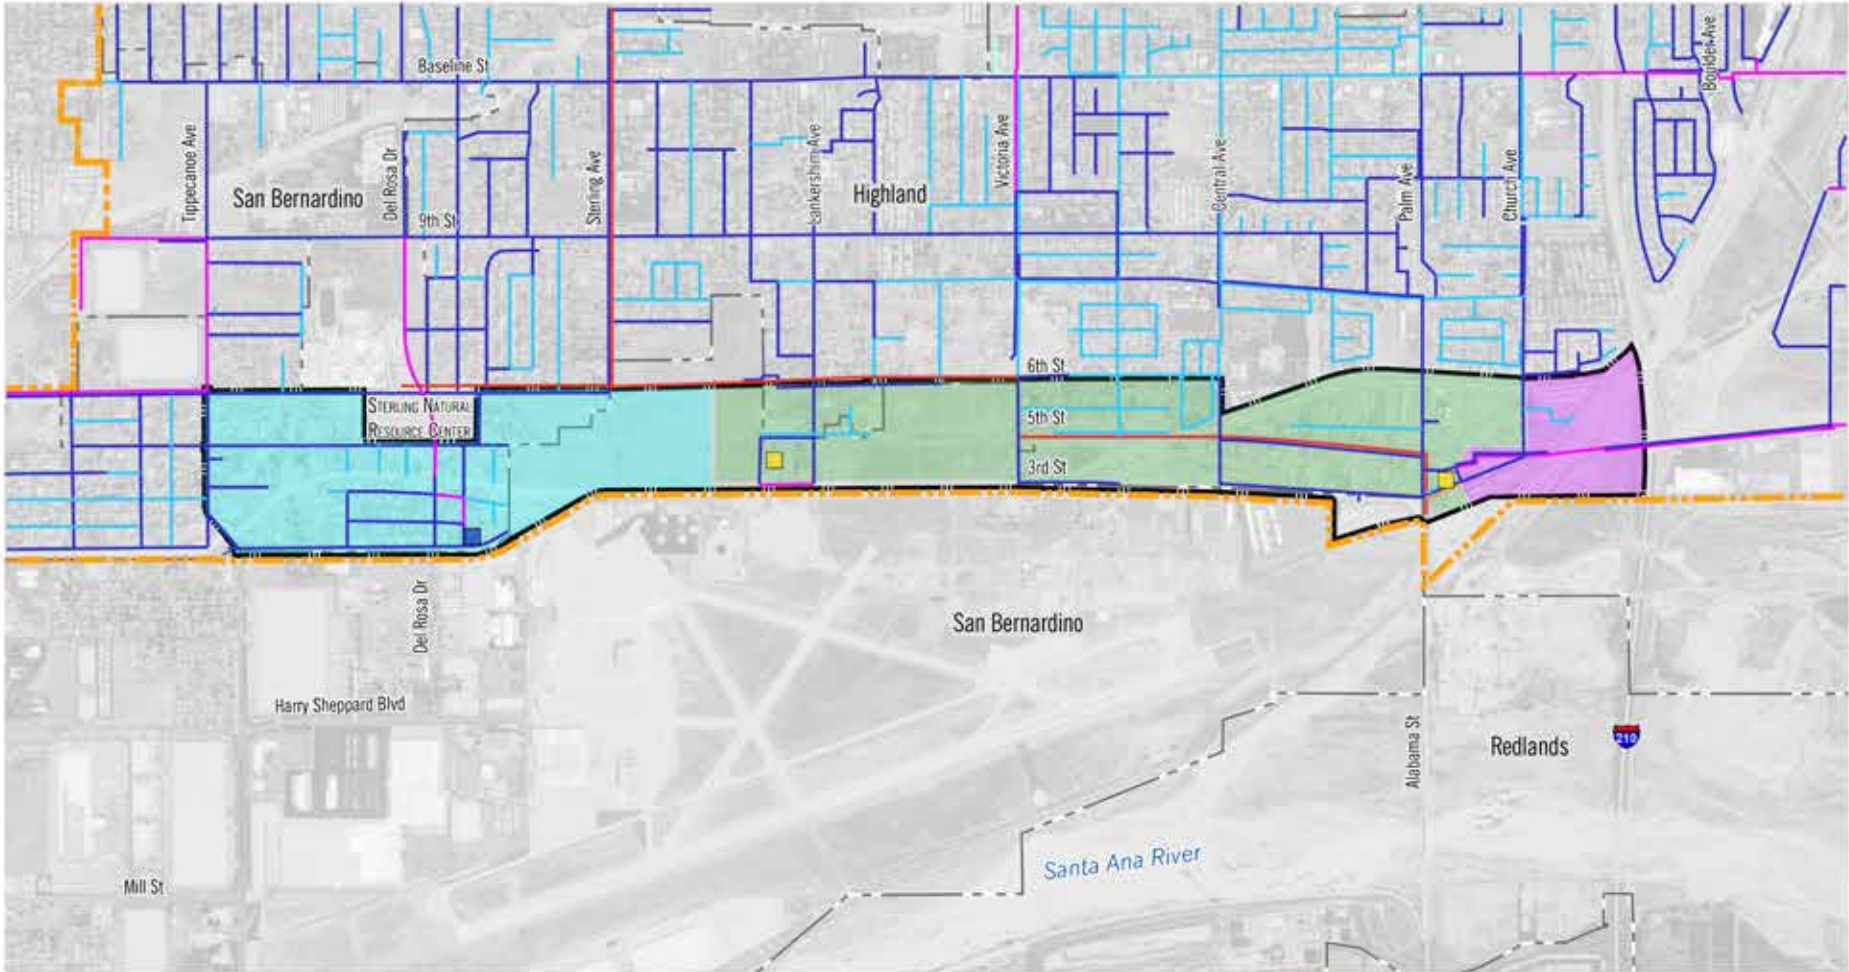 Baseline St
Boulder Ave
Tippecanoe Ave
Del Rosa Dr
Sterling Ave
Lankershim Ave
Victoria Ave
Central Ave
Palm Ave
Church Ave
San Bernardino
Highland
9th St
6th St
STERLING NATURAL
RESOURCE CENTER
5th St
3rd St
Del Rosa Dr
San Bernardino
Harry Sheppard Blvd
Alabama St
Redlands
210
Santa Ana River
Mill St